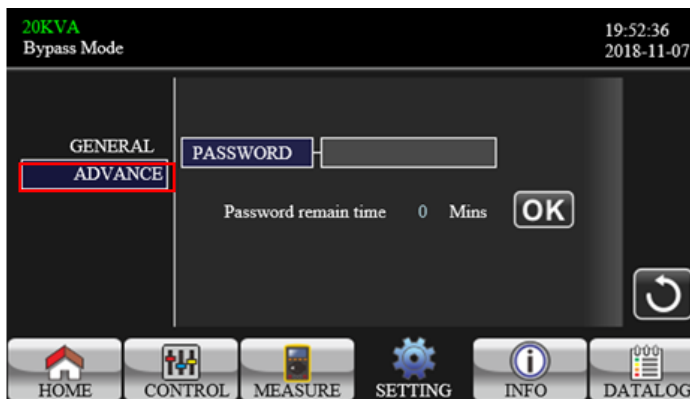 20KVA
19:52:36
Bypass Mode
2018-11-07
GENERAL
ADVANCE
PASSWORD
Password remain time 0 Mins
OK
HOME
CONTROL
MEASURE
SETTING
INFO
DATALOG